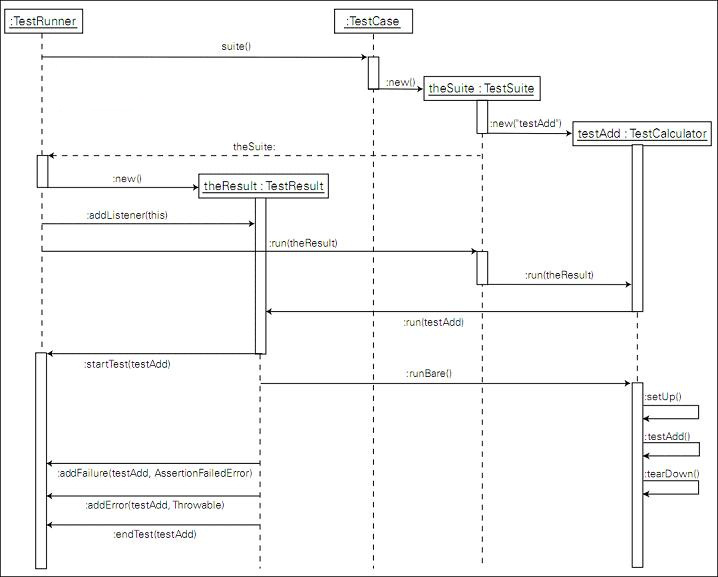 :TestRunner
:TestCase
suite()
:new()
theSuite : TestSuite
:new("testAdd")
testAdd : TestCalculator
theSuite:
:new()
theResult : TestResult
:addListener(this)
:run(theResult)
:run(theResult)
:run(testAdd)
:startTest(testAdd)
:runBare()
:setUp()
:testAdd()
:tearDown()
:addFailure(testAdd, AssertionFailedError)
:addError(testAdd, Throwable)
:endTest(testAdd)